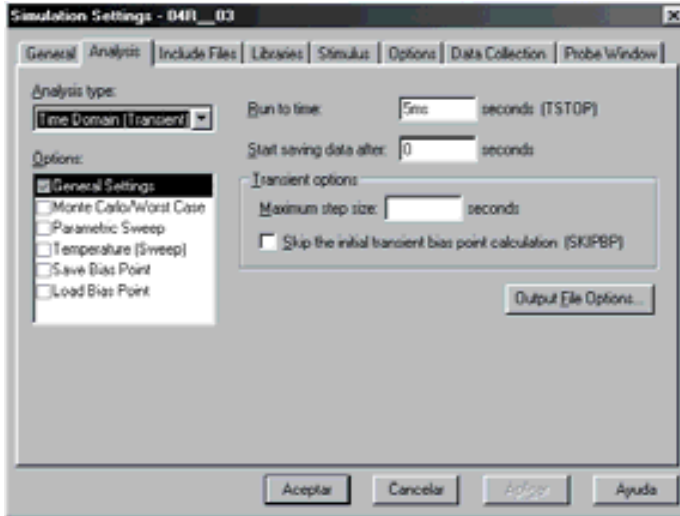 Simulation Settings - 04R__03
General Analysis Include Files Libraries Stimulus Options Data Collection Probe Window
Analysis type:
Time Domain (Transient)
Options:
General Settings
Monte Carlo/Worst Case
Parametric Sweep
Temperature (Sweep)
Save Bias Point
Load Bias Point
Run to time: 5ms seconds (TSTOP)
Start saving data after: 0 seconds
Transient options
Maximum step size: seconds
Skip the initial transient bias point calculation (SKIPBP)
Output File Options...
Aceptar Cancelar Aplicar Ayuda